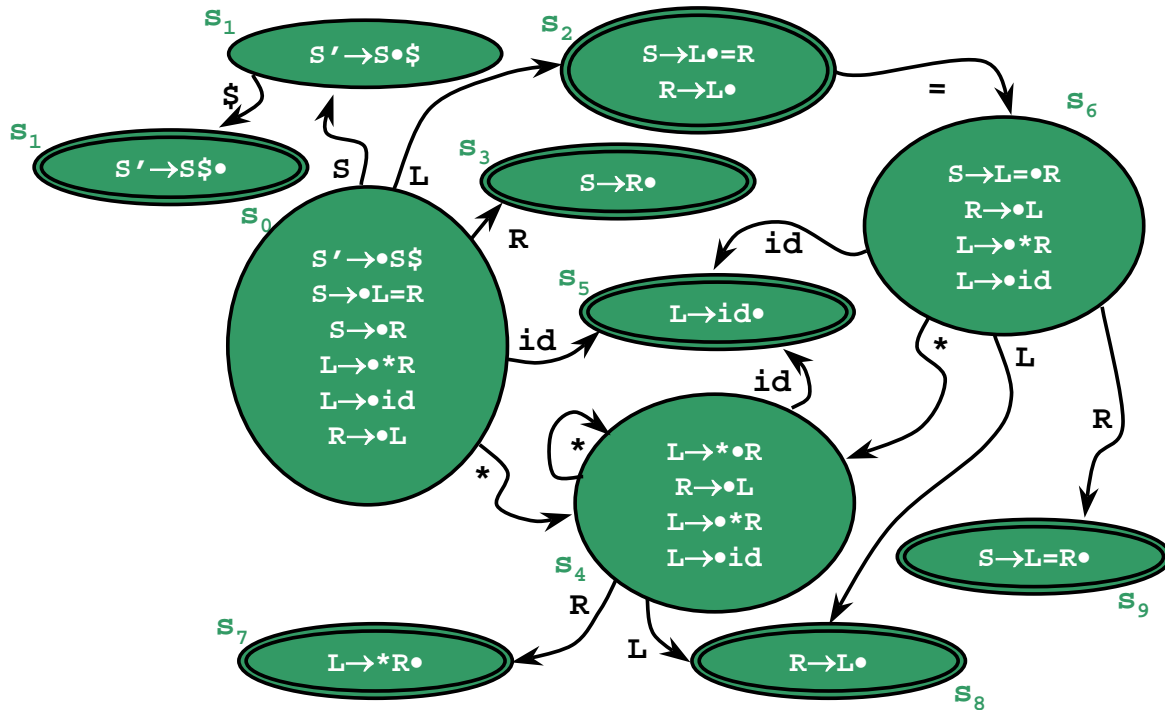 s1
S′→S•$
s2
S→L•=R
R→L•
=
s6
$
s1
S′→S$•
S
L
s3
S→R•
R
s0
S′→•S$
S→•L=R
S→•R
L→•*R
L→•id
R→•L
S→L=•R
R→•L
L→•*R
L→•id
id
s5
L→id•
id
id
*
L
R
*
*
L→*•R
R→•L
L→•*R
L→•id
s4
S→L=R•
s9
R
L
s7
L→*R•
R→L•
s8